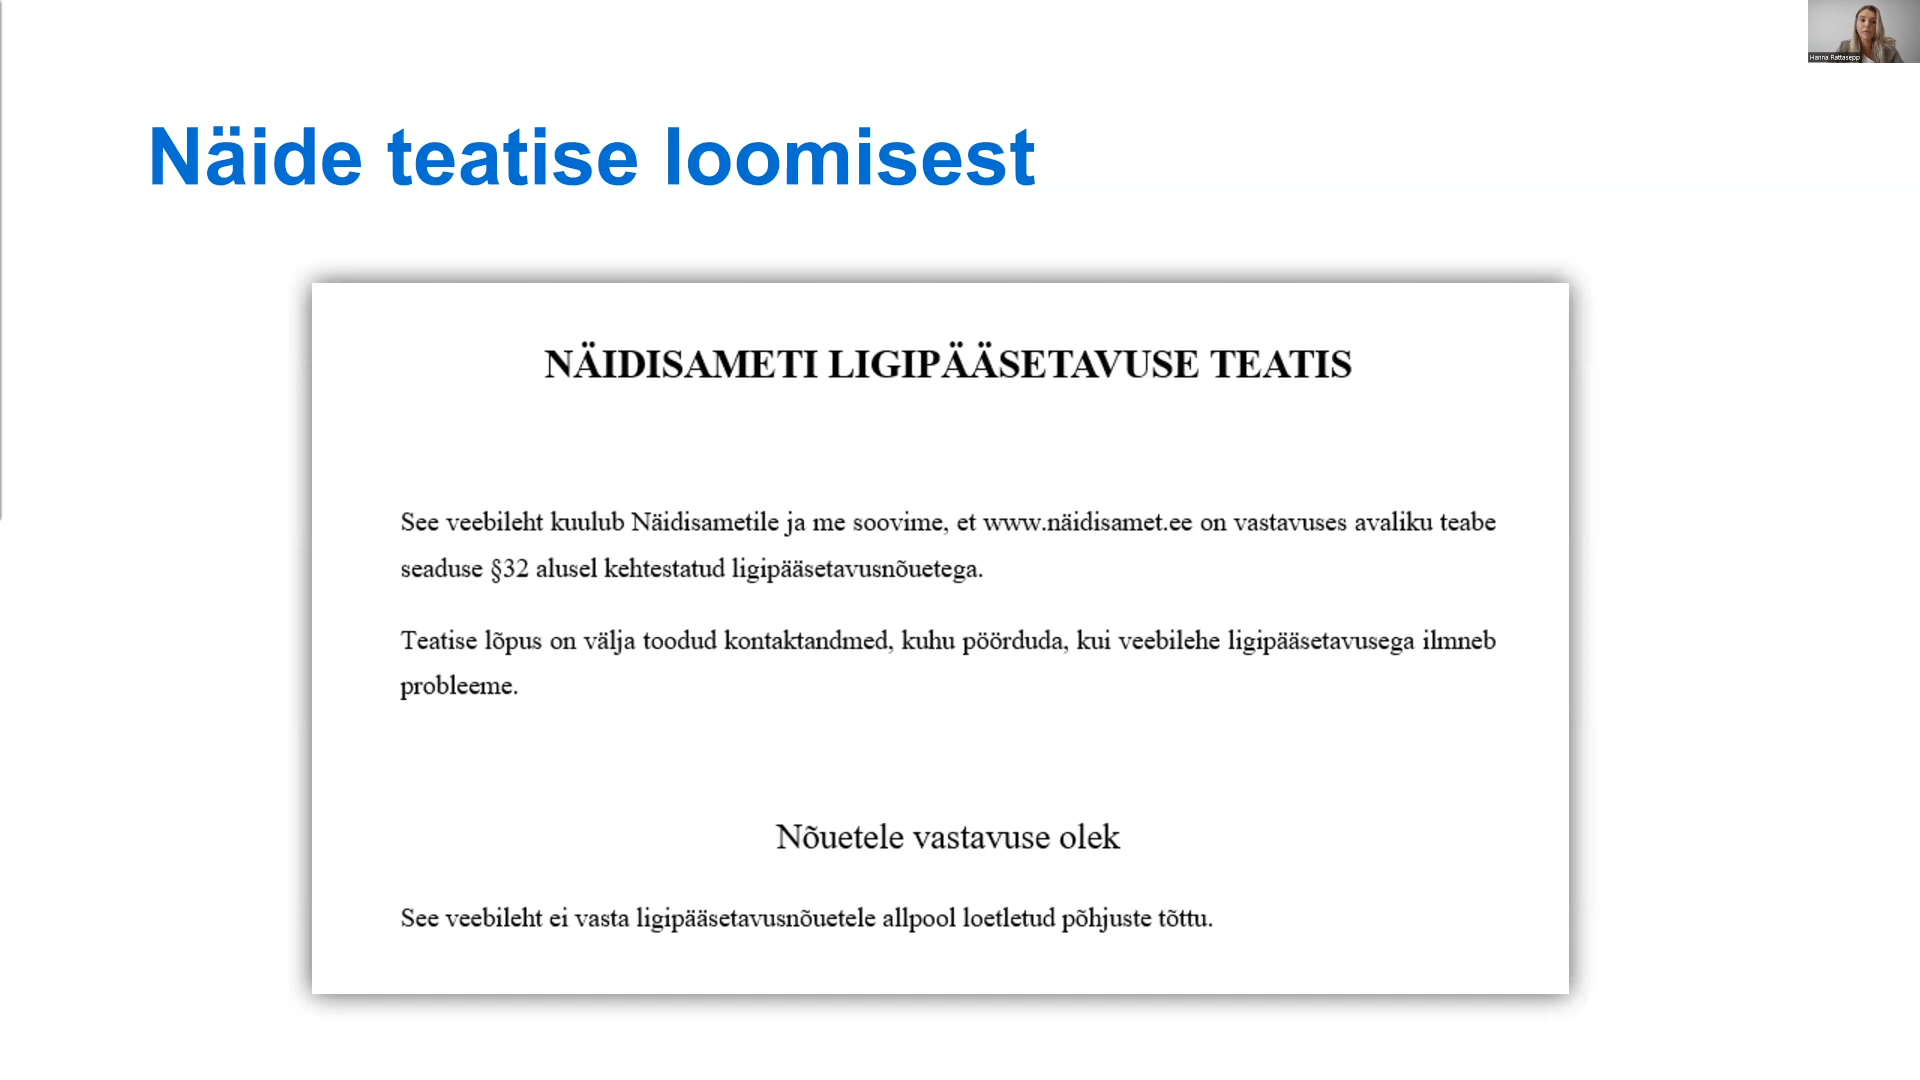 Hanna Rattasepp
Näide teatise loomisest
NÄIDISAMETI LIGIPÄÄSETAVUSE TEATIS
See veebileht kuulub Näidisametile ja me soovime, et www.näidisamet.ee on vastavuses avaliku teabe
seaduse §32 alusel kehtestatud ligipääsetavusnõuetega.
Teatise lõpus on välja toodud kontaktandmed, kuhu pöörduda, kui veebilehe ligipääsetavusega ilmneb
probleeme.
Nõuetele vastavuse olek
See veebileht ei vasta ligipääsetavusnõuetele allpool loetletud põhjuste tõttu.